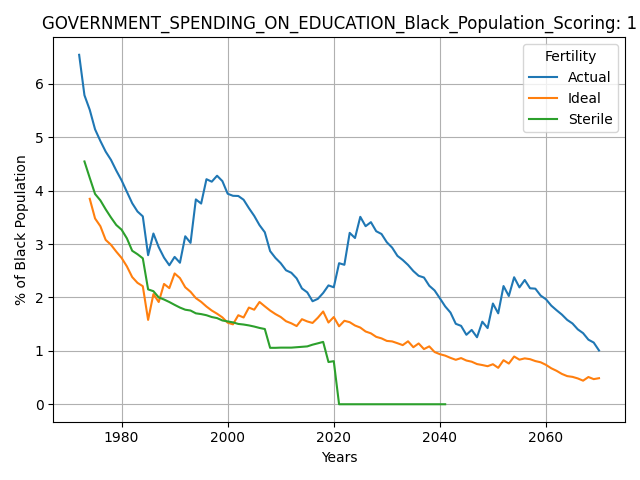 GOVERNMENT_SPENDING_ON_EDUCATION_Black_Population_Scoring: 1
Fertility
Actual
Ideal
Sterile
% of Black Population
6
5
4
3
2
1
0
1980 2000 2020 2040 2060
Years